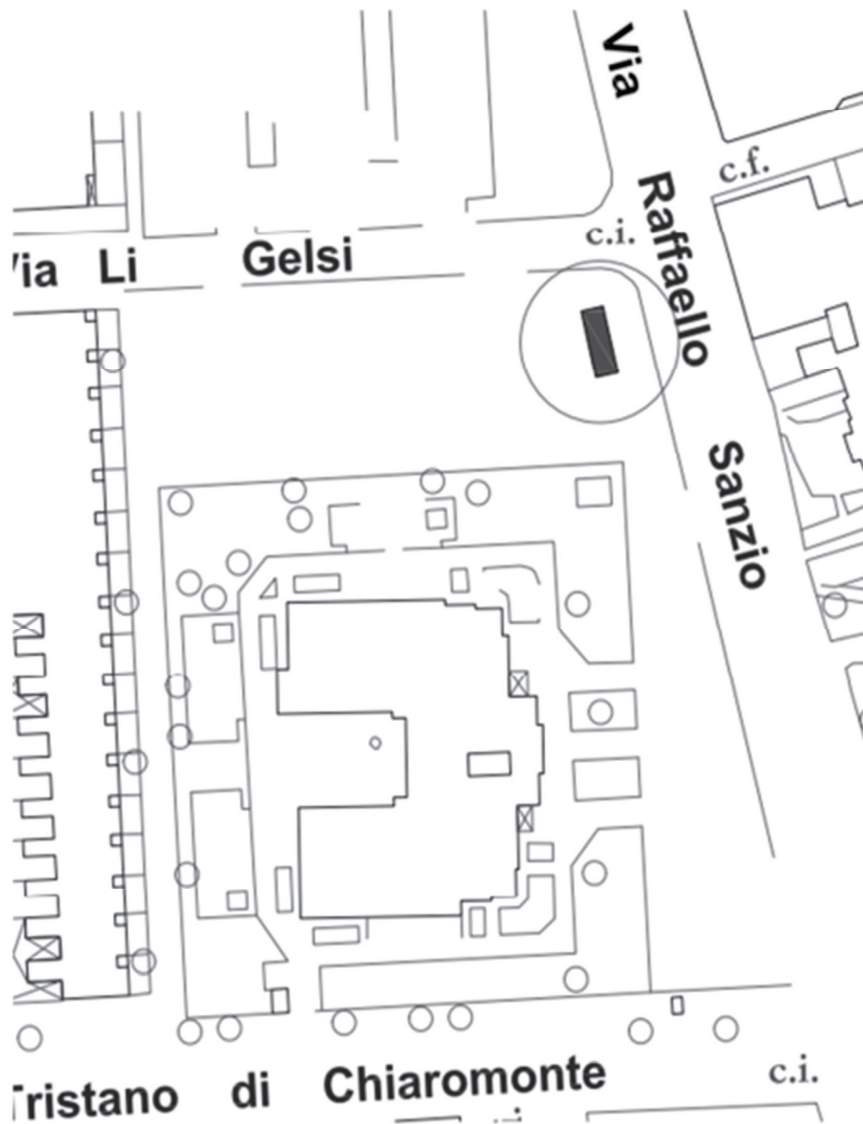 Via
Raffaello
Sanzio
c.f.
c.i.
Via Li Gelsi
Tristano di Chiaromonte
c.i.